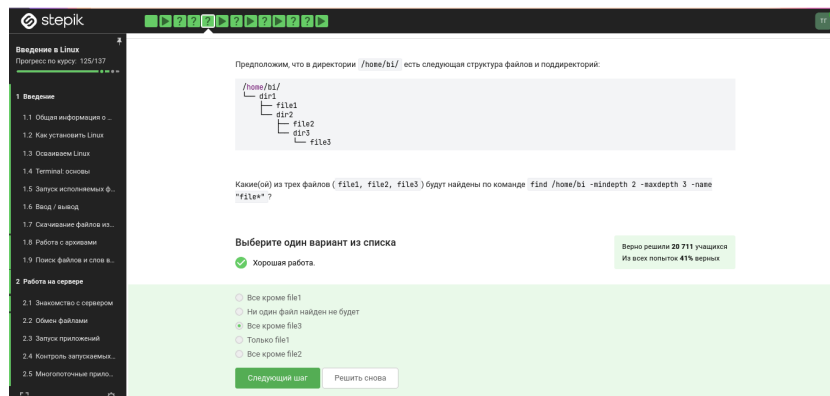 stepik
Введение в Linux
Прогресс по курсу: 125/137
1 Введение
1.1 Общая информация о ...
1.2 Как установить Linux
1.3 Осваиваем Linux
1.4 Terminal: основы
1.5 Запуск исполняемых ф...
1.6 Ввод / вывод
1.7 Скачивание файлов из...
1.8 Работа с архивами
1.9 Поиск файлов и слов в...
2 Работа на сервере
2.1 Знакомство с сервером
2.2 Обмен файлами
2.3 Запуск приложений
2.4 Контроль запускаемых...
2.5 Многопоточные прило...
Предположим, что в директории /home/bi/ есть следующая структура файлов и поддиректорий:
/home/bi/
└── dir1
├── file1
└── dir2
├── file2
└── dir3
└── file3
Какие(ой) из трех файлов ( file1, file2, file3 ) будут найдены по команде find /home/bi -mindepth 2 -maxdepth 3 -name
"file*" ?
Выберите один вариант из списка
Хорошая работа.
Верно решили 20 711 учащихся
Из всех попыток 41% верных
Все кроме file1
Ни один файл найден не будет
Все кроме file3
Только file1
Все кроме file2
Следующий шаг
Решить снова